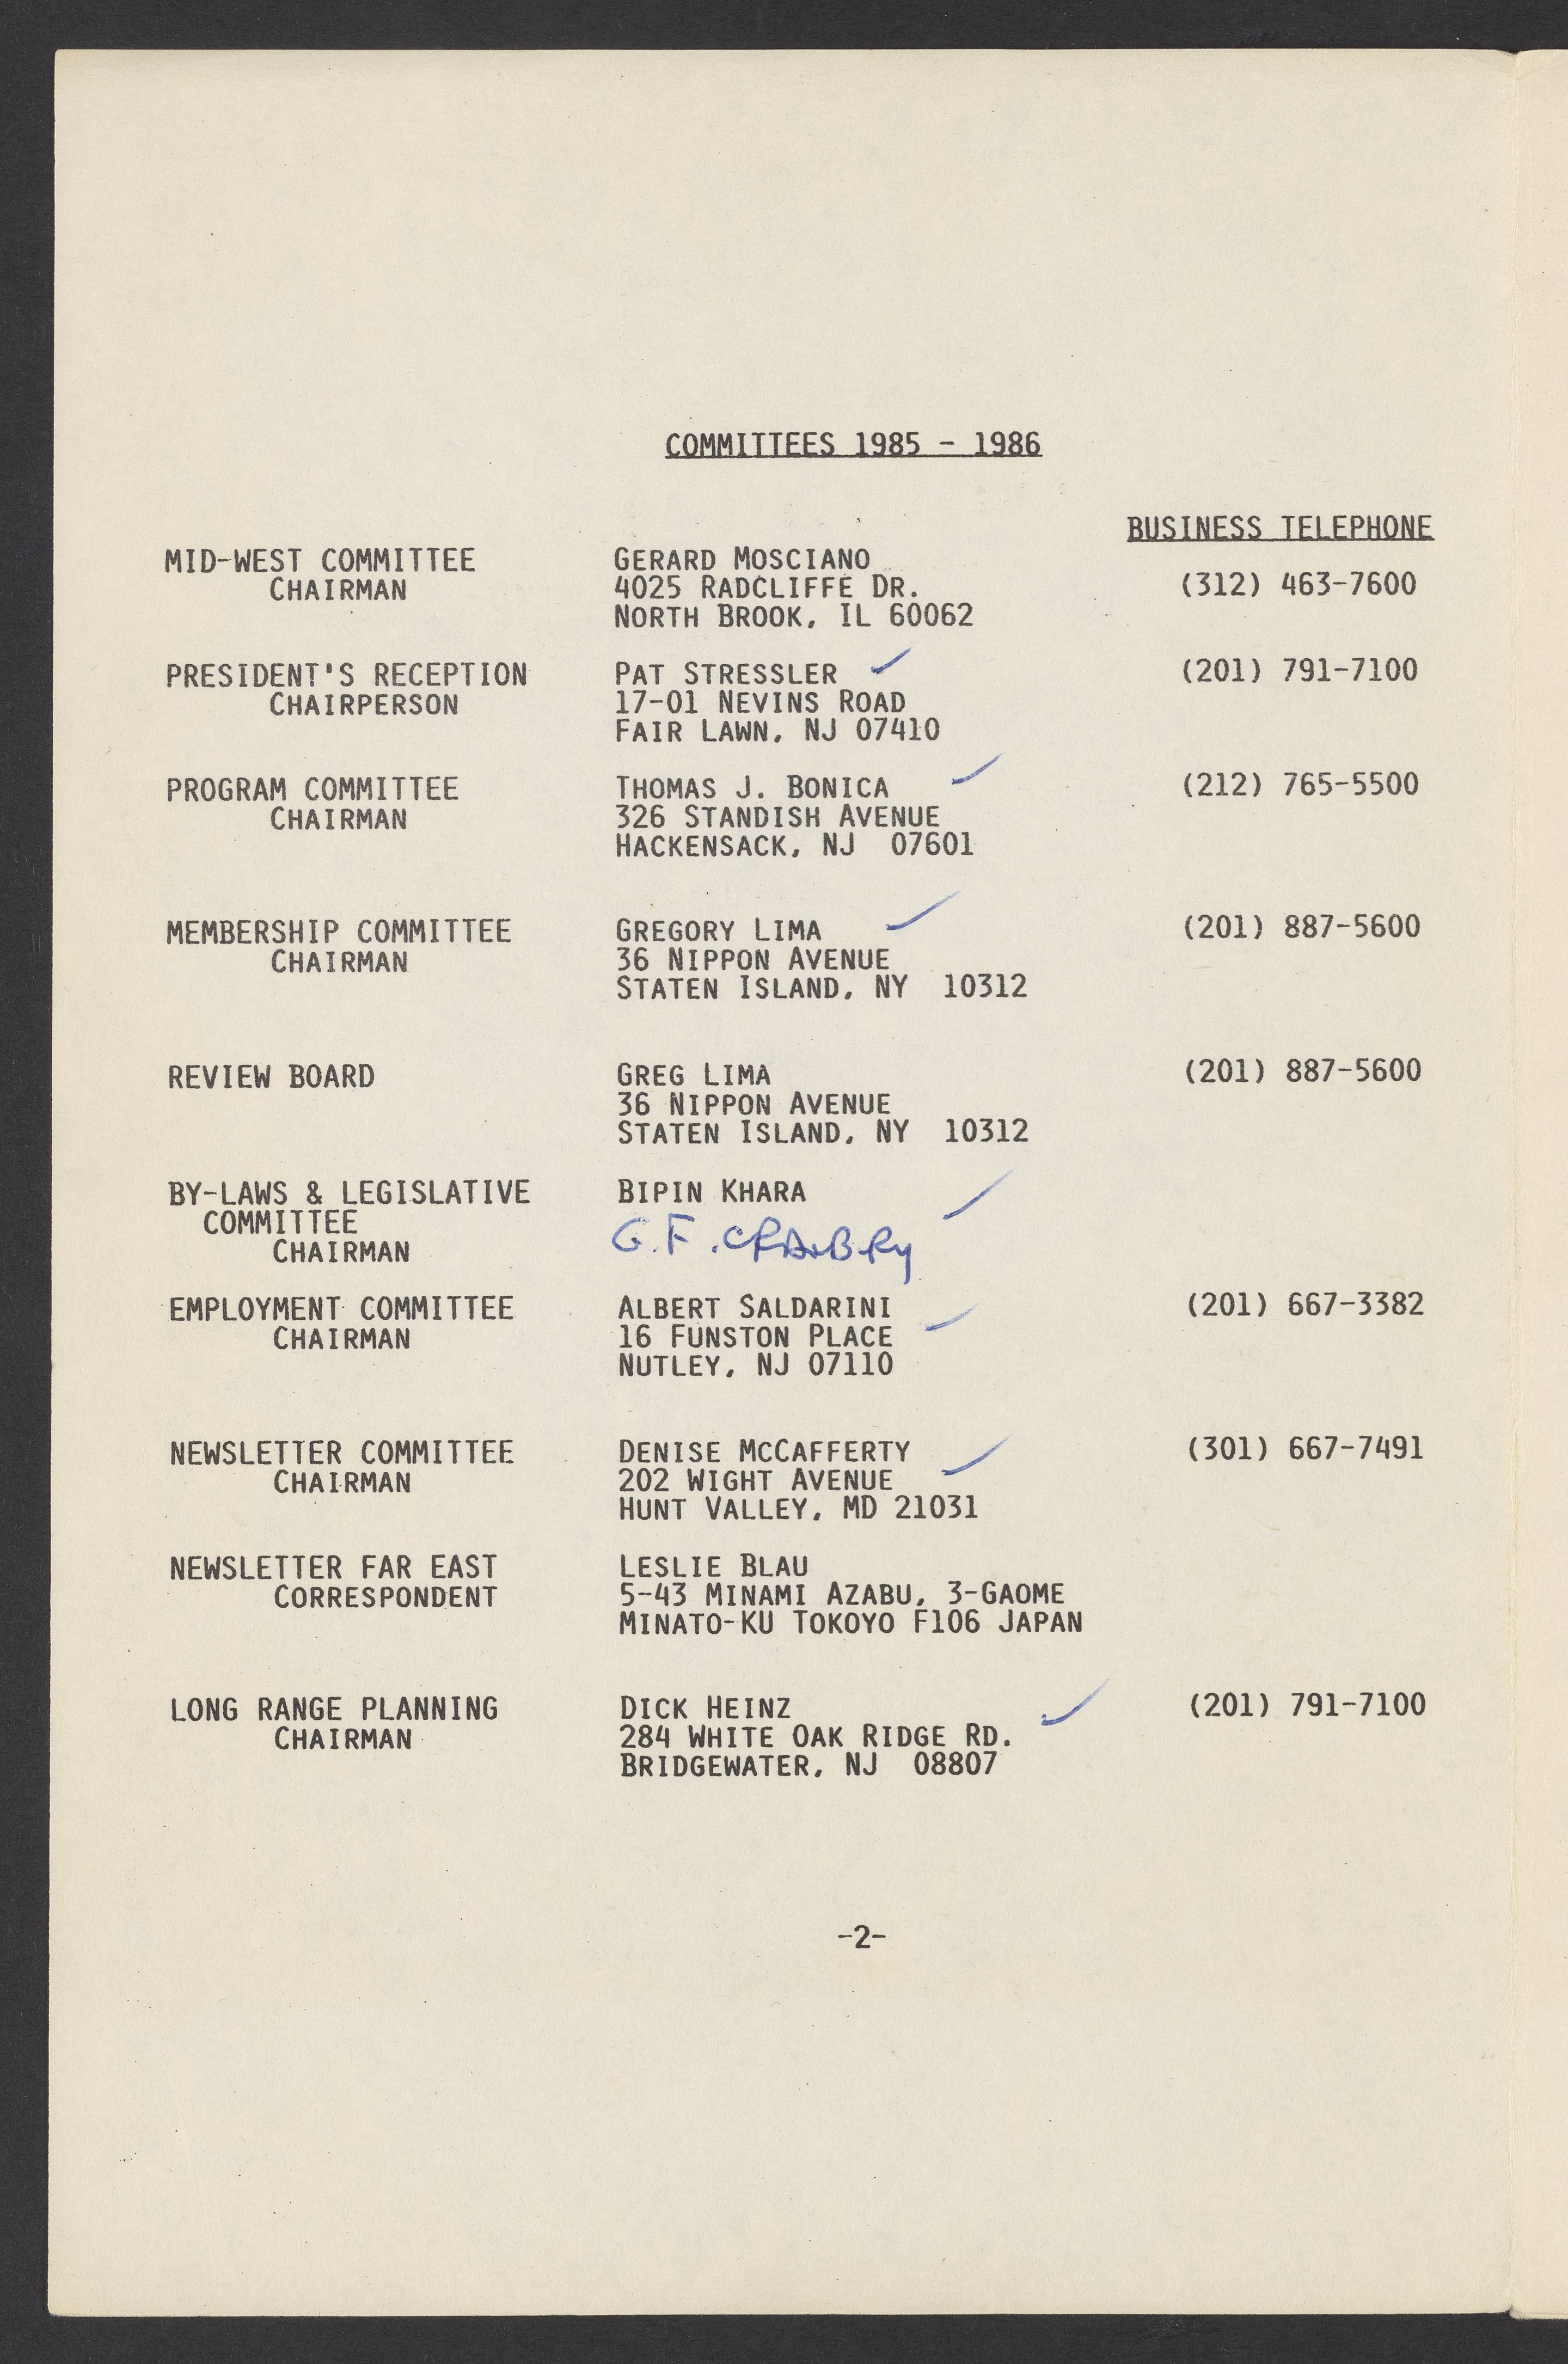 COMMITTEES 1985 - 1986
BUSINESS TELEPHONE
MID-WEST COMMITTEE GERARD MOSCIANO
CHAIRMAN 4025 RADCLIFFE DR. (312) 463-7600
NORTH BROOK, IL 60062
PRESIDENT'S RECEPTION PAT STRESSLER (201) 791-7100
CHAIRPERSON 17-01 NEVINS ROAD
FAIR LAWN, NJ 07410
PROGRAM COMMITTEE THOMAS J. BONICA (212) 765-5500
CHAIRMAN 326 STANDISH AVENUE
HACKENSACK, NJ 07601
MEMBERSHIP COMMITTEE GREGORY LIMA (201) 887-5600
CHAIRMAN 36 NIPPON AVENUE
STATEN ISLAND, NY 10312
REVIEW BOARD GREG LIMA (201) 887-5600
36 NIPPON AVENUE
STATEN ISLAND, NY 10312
BY-LAWS & LEGISLATIVE BIPIN KHARA
COMMITTEE G.F.
CHAIRMAN
EMPLOYMENT COMMITTEE ALBERT SALDARINI (201) 667-3382
CHAIRMAN 16 FUNSTON PLACE
NUTLEY, NJ 07110
NEWSLETTER COMMITTEE DENISE MCCAFFERTY (301) 667-7491
CHAIRMAN 202 WIGHT AVENUE
HUNT VALLEY, MD 21031
NEWSLETTER FAR EAST LESLIE BLAU
CORRESPONDENT 5-43 MINAMI AZABU, 3-GAOME
MINATO-KU TOKOYO F106 JAPAN
LONG RANGE PLANNING DICK HEINZ (201) 791-7100
CHAIRMAN 284 WHITE OAK RIDGE RD.
BRIDGEWATER, NJ 08807
-2-